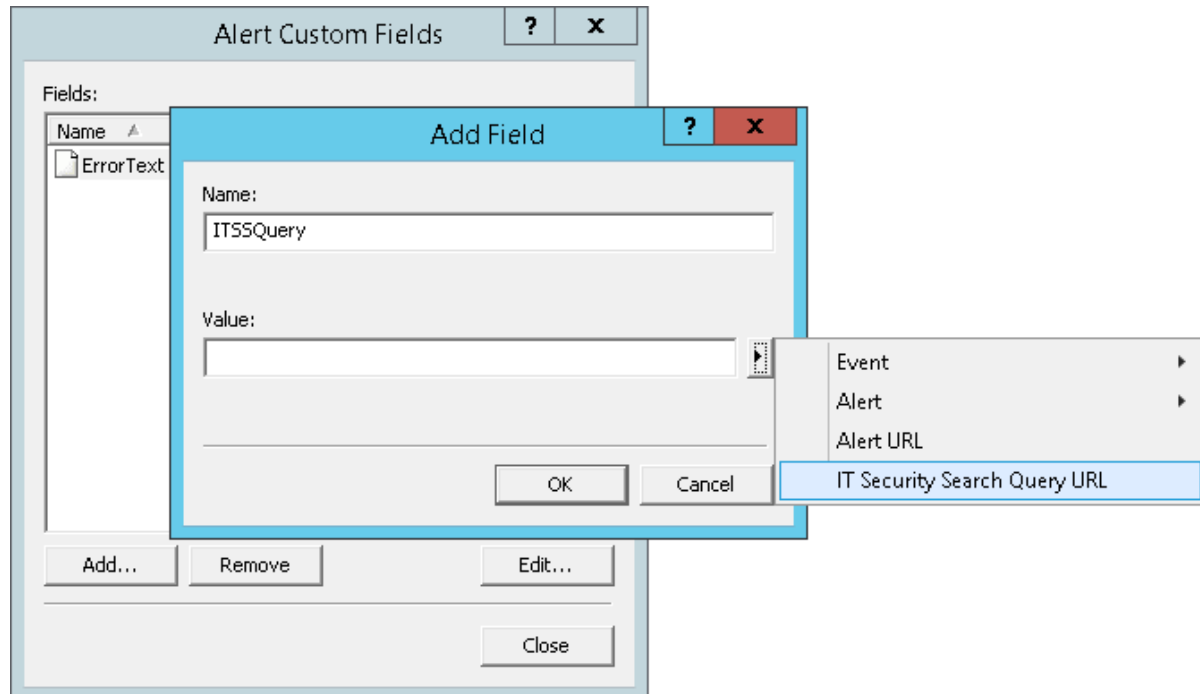 Alert Custom Fields
? x
Fields:
Name
ErrorText
Add Field
? x
Name:
ITSSQuery
Value:
Event
Alert
Alert URL
IT Security Search Query URL
OK Cancel
Add... Remove Edit...
Close